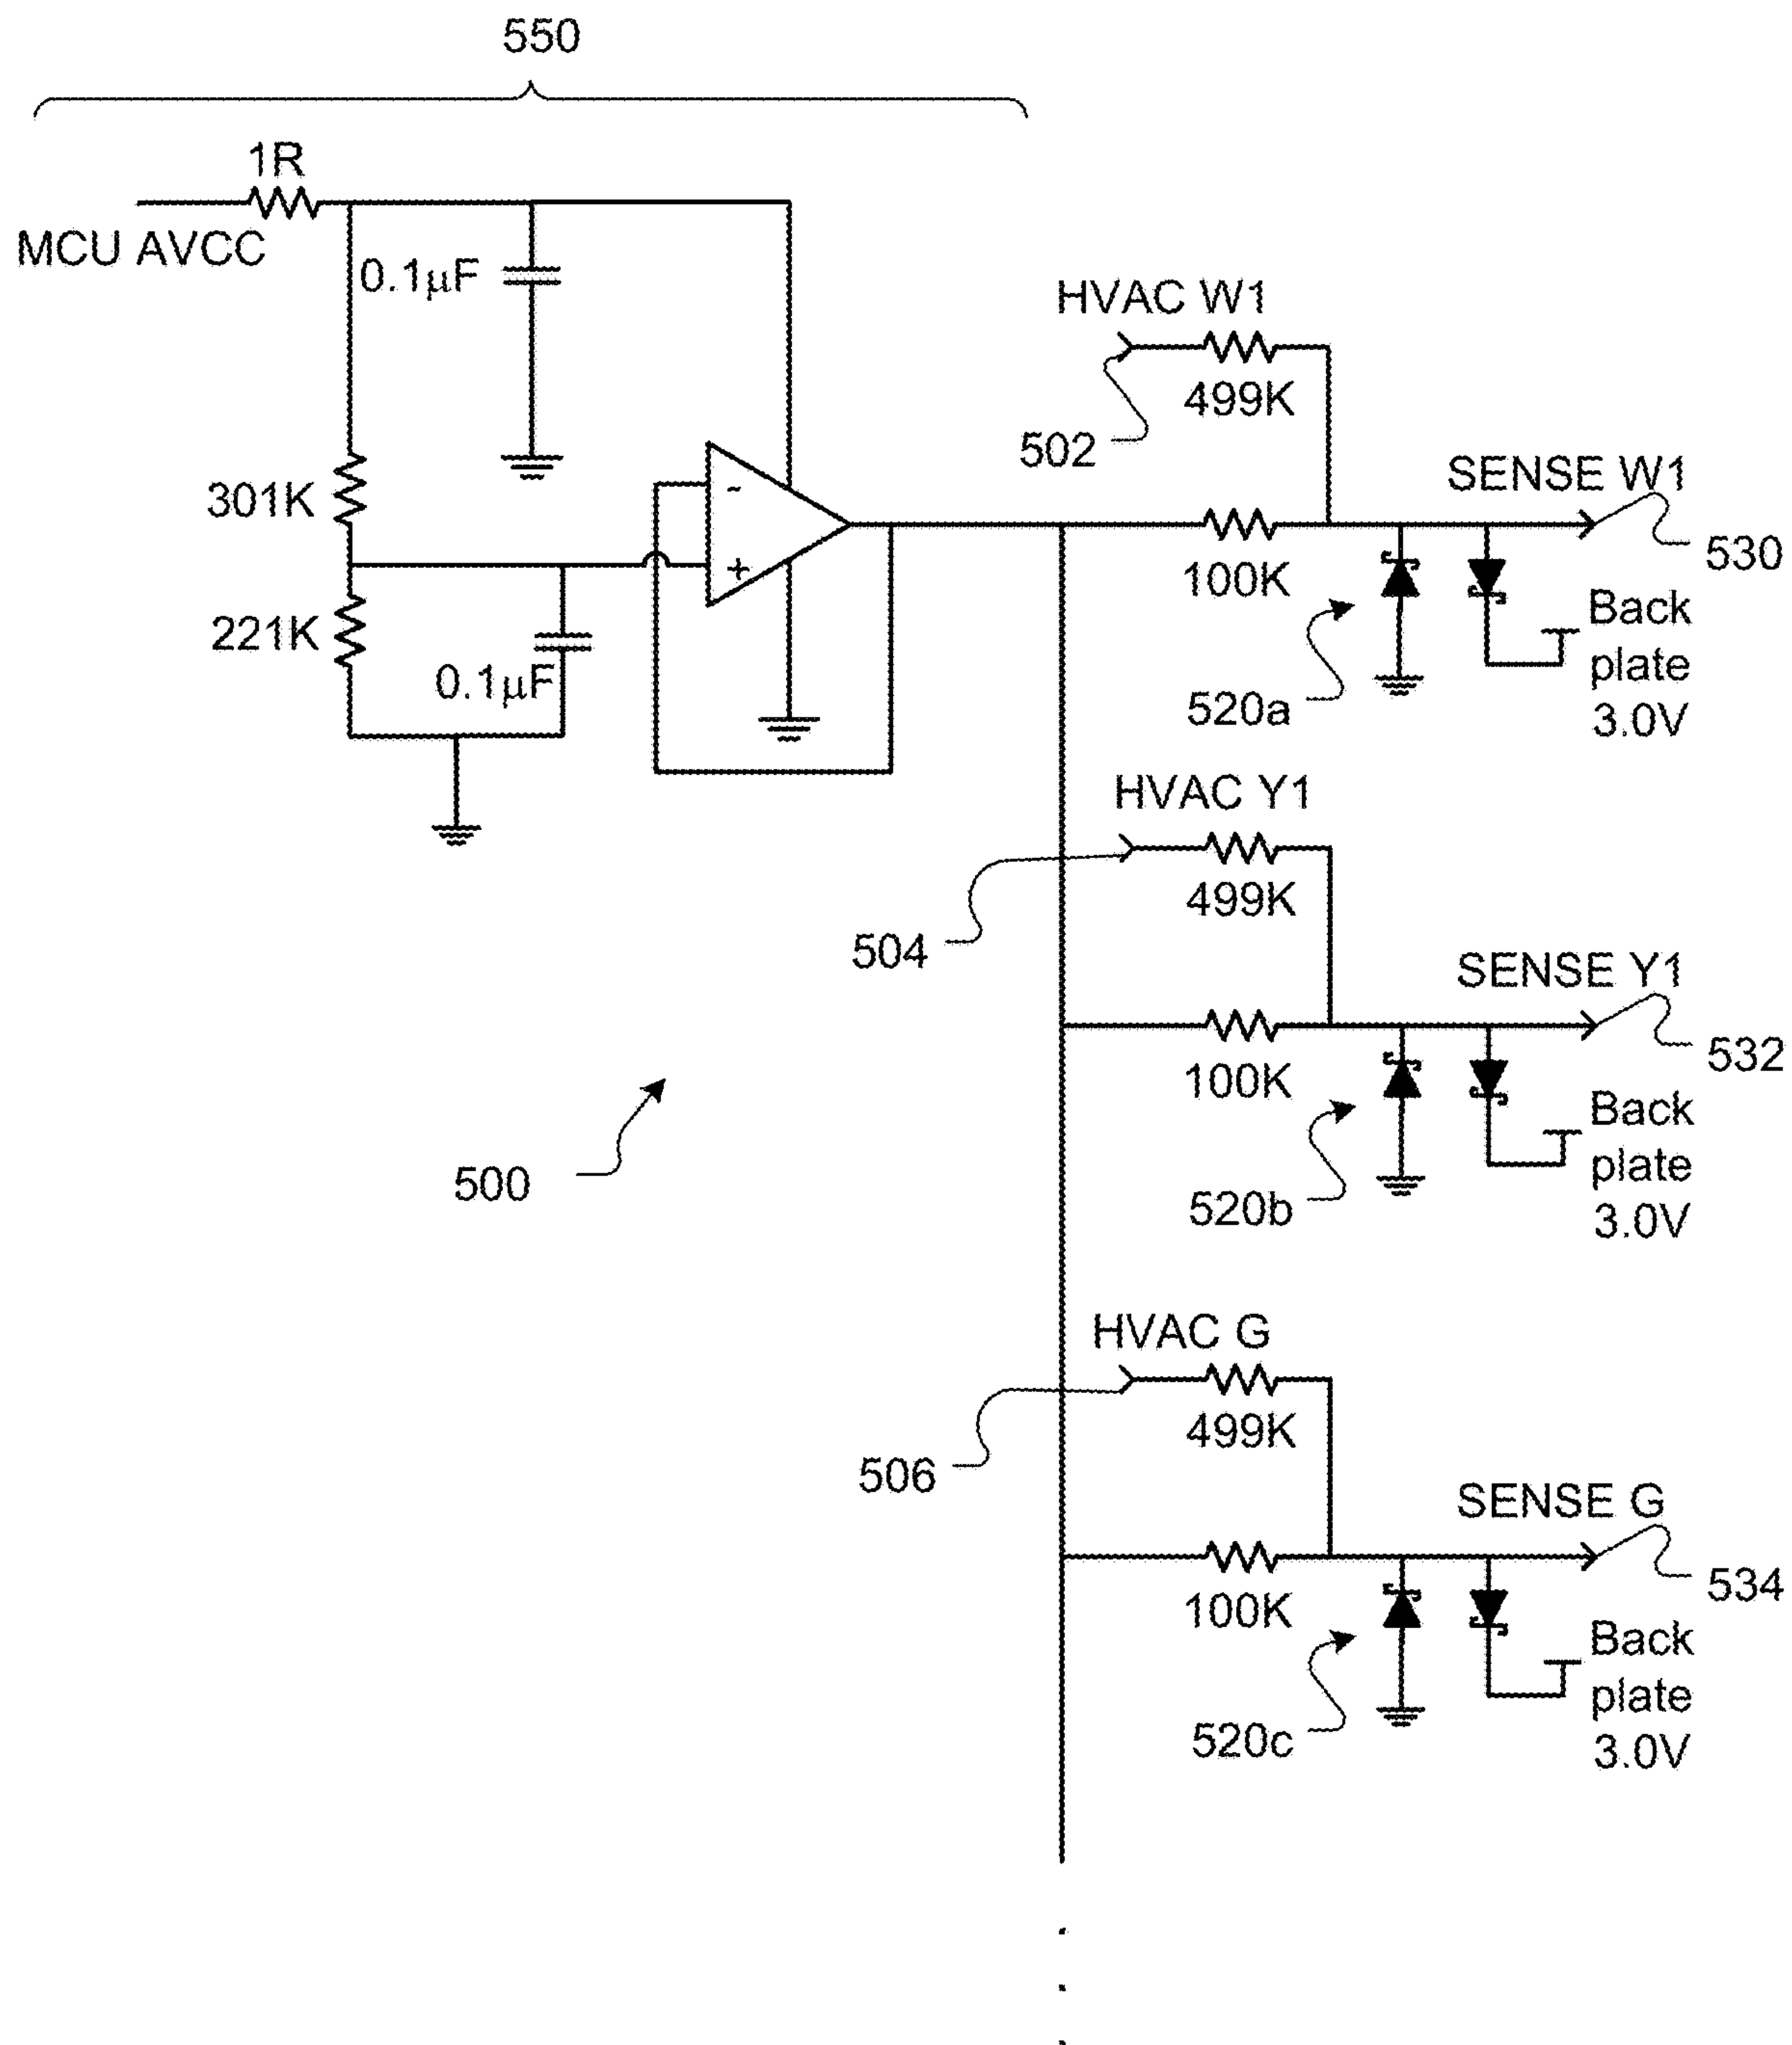 550
1R
MCU AVCC
0.1µF
HVAC W1
499K
502
SENSE W1
301K
-
+
100K
530
221K
0.1µF
520a
Back
plate
3.0V
HVAC Y1
499K
504
SENSE Y1
100K
532
500
520b
Back
plate
3.0V
HVAC G
499K
506
SENSE G
100K
534
520c
Back
plate
3.0V